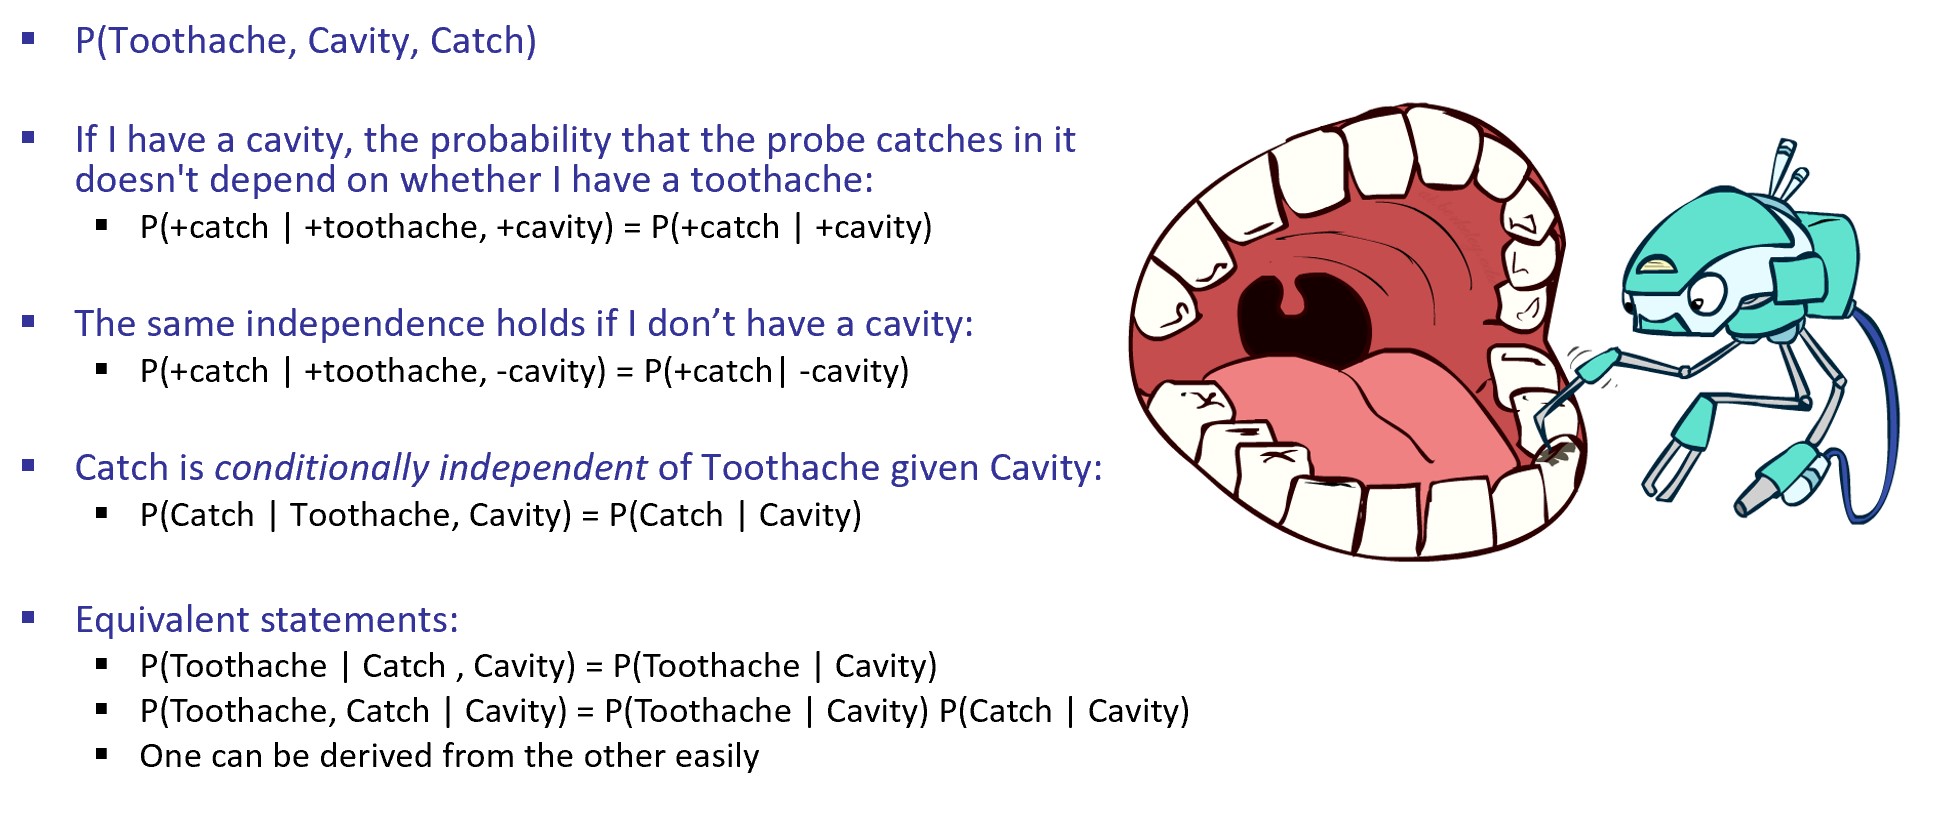 P(Toothache, Cavity, Catch)
If I have a cavity, the probability that the probe catches in it
doesn't depend on whether I have a toothache:
P(+catch | +toothache, +cavity) = P(+catch | +cavity)
The same independence holds if I don’t have a cavity:
P(+catch | +toothache, -cavity) = P(+catch| -cavity)
Catch is conditionally independent of Toothache given Cavity:
P(Catch | Toothache, Cavity) = P(Catch | Cavity)
Equivalent statements:
P(Toothache | Catch , Cavity) = P(Toothache | Cavity)
P(Toothache, Catch | Cavity) = P(Toothache | Cavity) P(Catch | Cavity)
One can be derived from the other easily